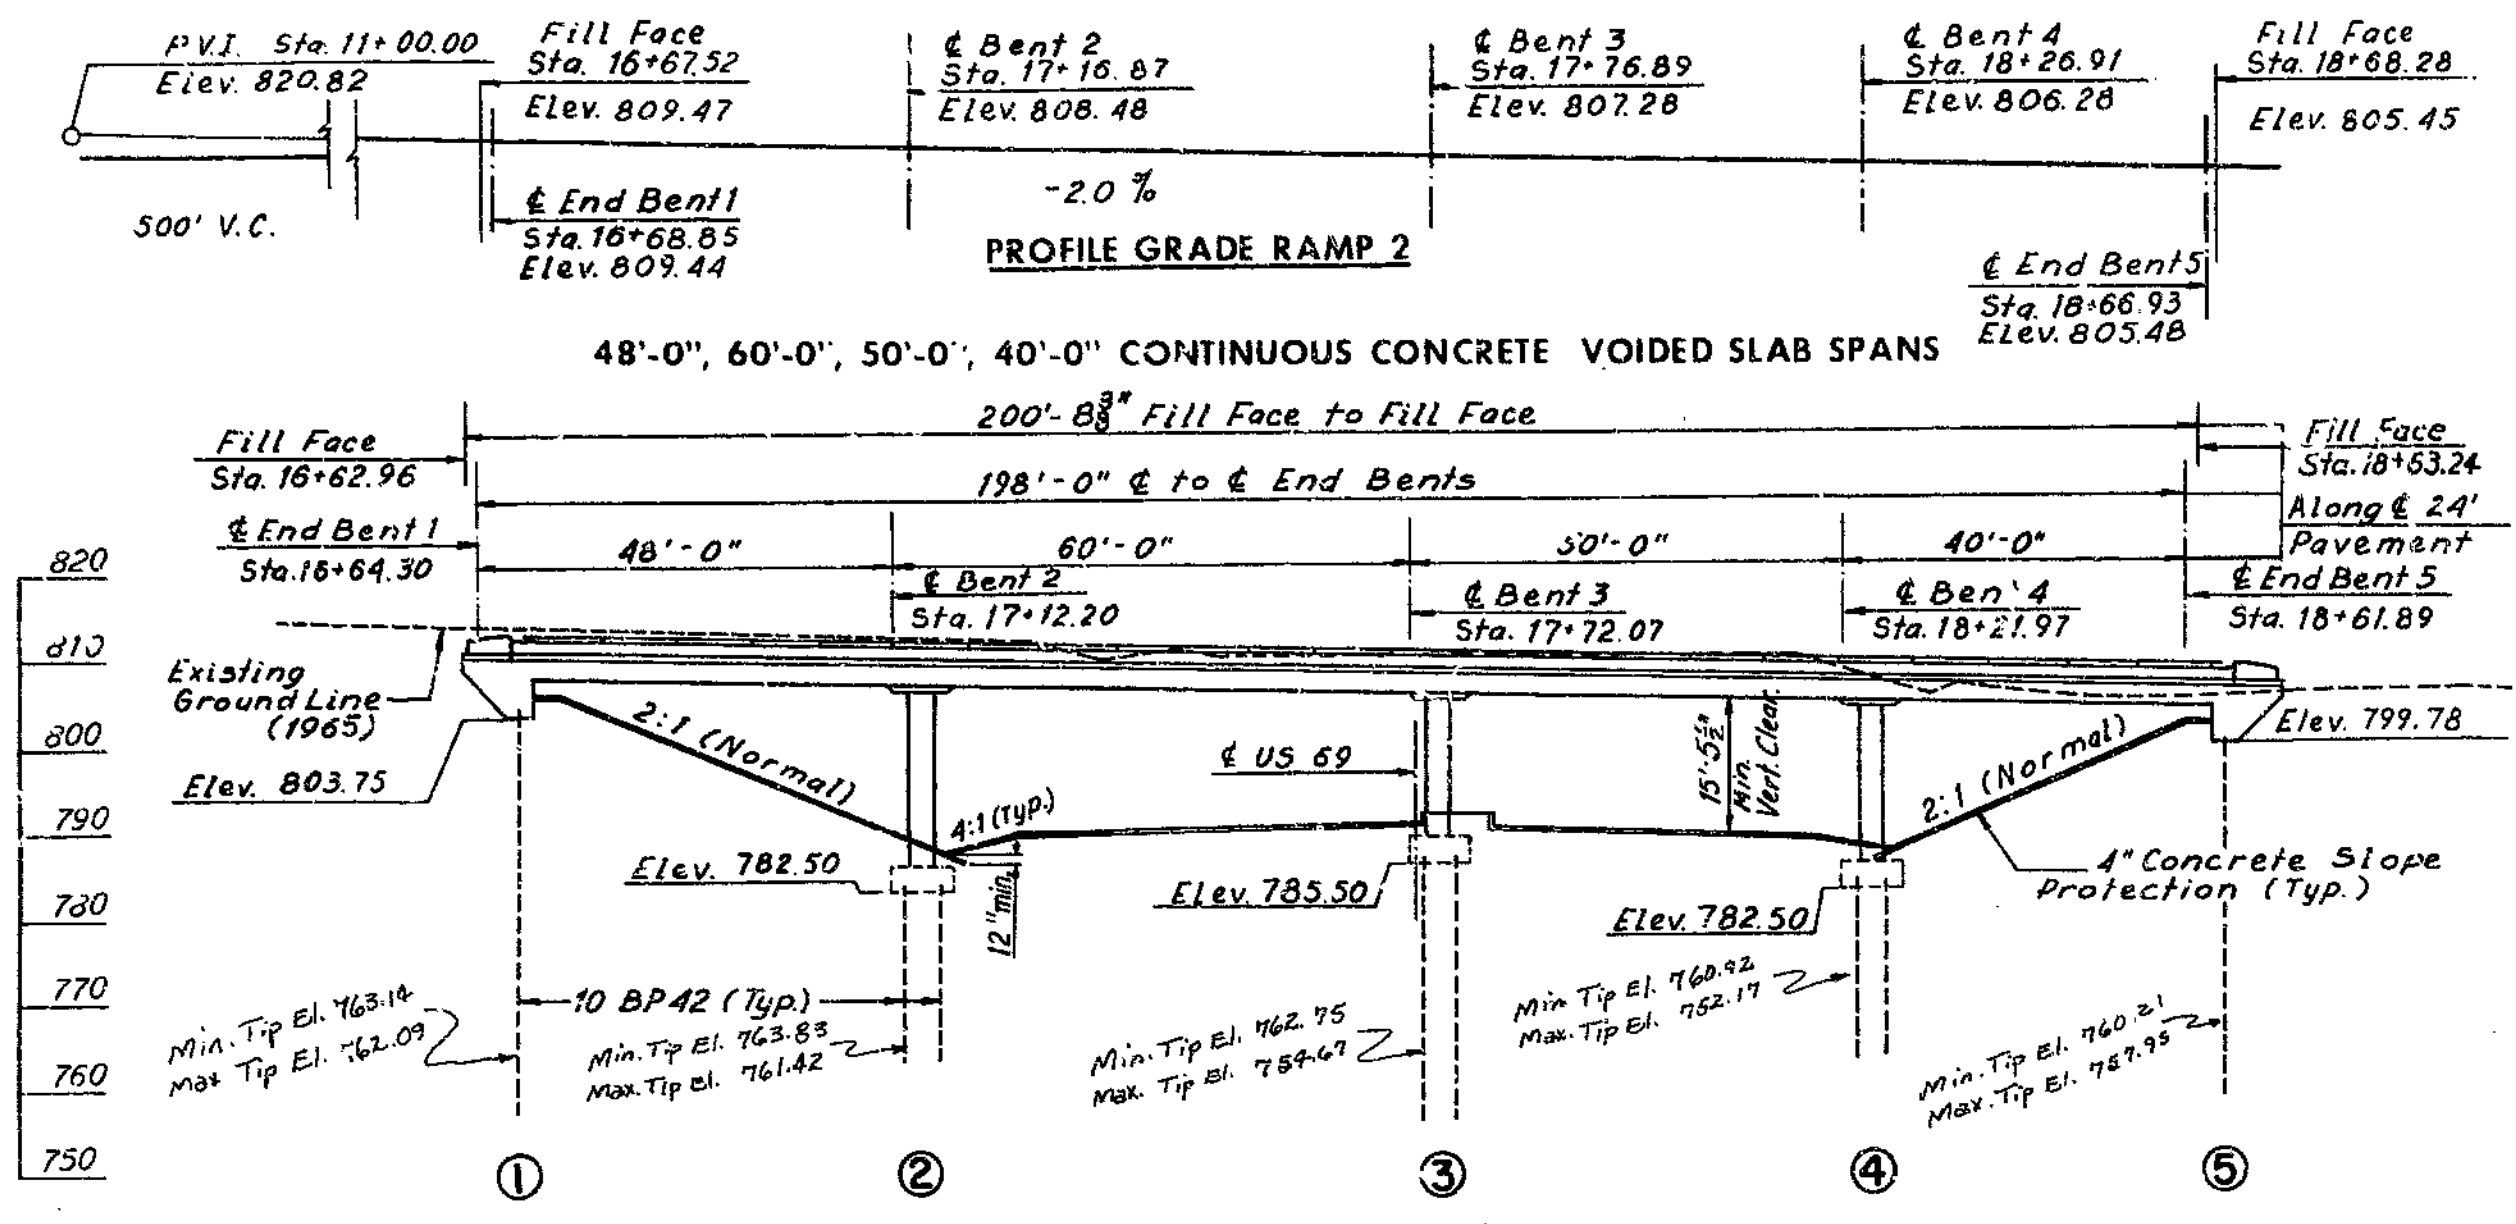 P.V.I. Sta. 11+00.00
Elev. 820.82
500' V.C.
Fill Face
Sta. 16+67.52
Elev. 809.47
℄ End Bent 1
Sta. 16+68.85
Elev. 809.44
℄ Bent 2
Sta. 17+16.87
Elev. 808.48
-2.0 %
℄ Bent 3
Sta. 17+76.89
Elev. 807.28
℄ Bent 4
Sta. 18+26.91
Elev. 806.28
Fill Face
Sta. 18+68.28
Elev. 805.45
℄ End Bent 5
Sta. 18+66.93
Elev. 805.48
PROFILE GRADE RAMP 2
48'-0", 60'-0", 50'-0", 40'-0" CONTINUOUS CONCRETE VOIDED SLAB SPANS
200'-8⅜" Fill Face to Fill Face
Fill Face
Sta. 16+62.96
Fill Face
Sta. 18+63.24
198'-0" ℄ to ℄ End Bents
Along ℄ 24'
Pavement
℄ End Bent 1
Sta. 16+64.30
48'-0"
60'-0"
50'-0"
40'-0"
℄ Bent 2
Sta. 17+12.20
℄ Bent 3
Sta. 17+72.07
℄ Bent 4
Sta. 18+21.97
℄ End Bent 5
Sta. 18+61.89
820
810
800
790
780
770
760
750
Existing
Ground Line
(1965)
Elev. 803.75
2:1 (Normal)
4:1 (Typ.)
℄ US 69
15'-5½"
Min.
Vert. Clear.
2:1 (Normal)
Elev. 799.78
Elev. 782.50
12" min.
Elev. 785.50
Elev. 782.50
4" Concrete Slope
Protection (Typ.)
10 BP 42 (Typ.)
Min. Tip El. 763.14
Max Tip El. 762.09
Min. Tip El. 763.83
Max. Tip El. 761.42
Min. Tip El. 762.75
Max. Tip El. 754.67
Min Tip El. 760.92
Max. Tip El. 752.17
Min. Tip El. 760.21
Max. Tip El. 757.95
1
2
3
4
5